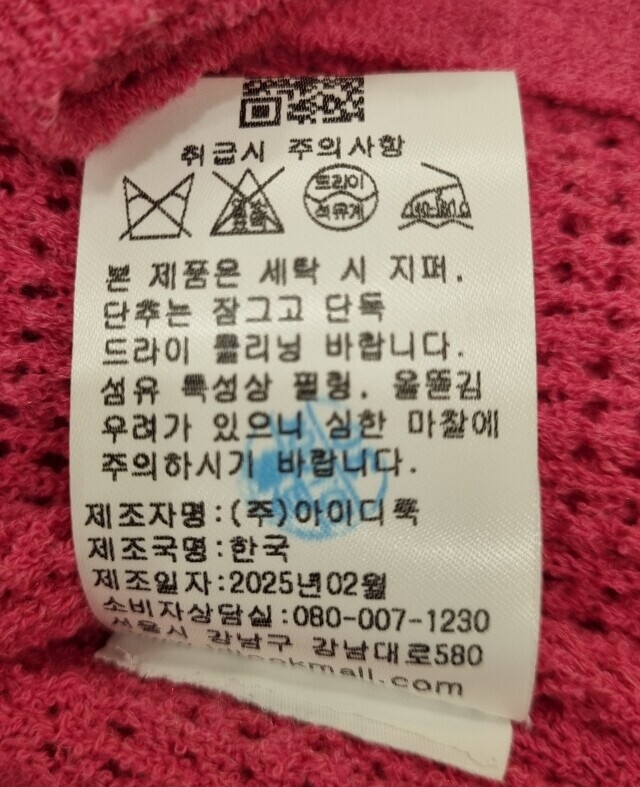 취급시 주의사항
드라이
석유계
본 제품은 세탁 시 지퍼.
단추는 잠그고 단독
드라이 클리닝 바랍니다.
섬유 특성상 필링. 올뜯김
우려가 있으니 심한 마찰에
주의하시기 바랍니다.
제조자명:(주)아이디룩
제조국명:한국
제조일자:2025년02월
소비자상담실:080-007-1230
서울시 강남구 강남대로580